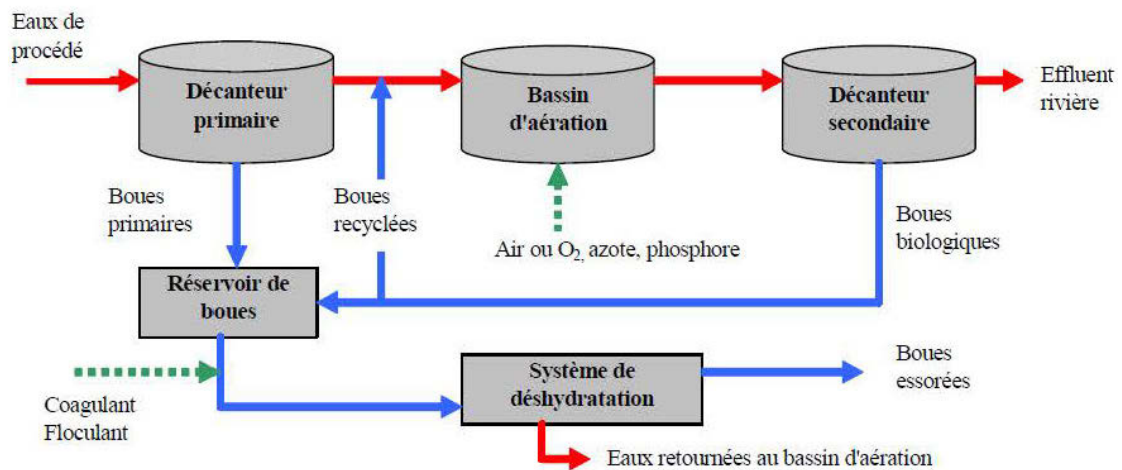 Eaux de
procédé
Décanteur
primaire
Bassin
d'aération
Décanteur
secondaire
Effluent
rivière
Boues
primaires
Boues
recyclées
Air ou O2, azote, phosphore
Boues
biologiques
Réservoir de
boues
Coagulant
Floculant
Système de
déshydratation
Boues
essorées
Eaux retournées au bassin d'aération